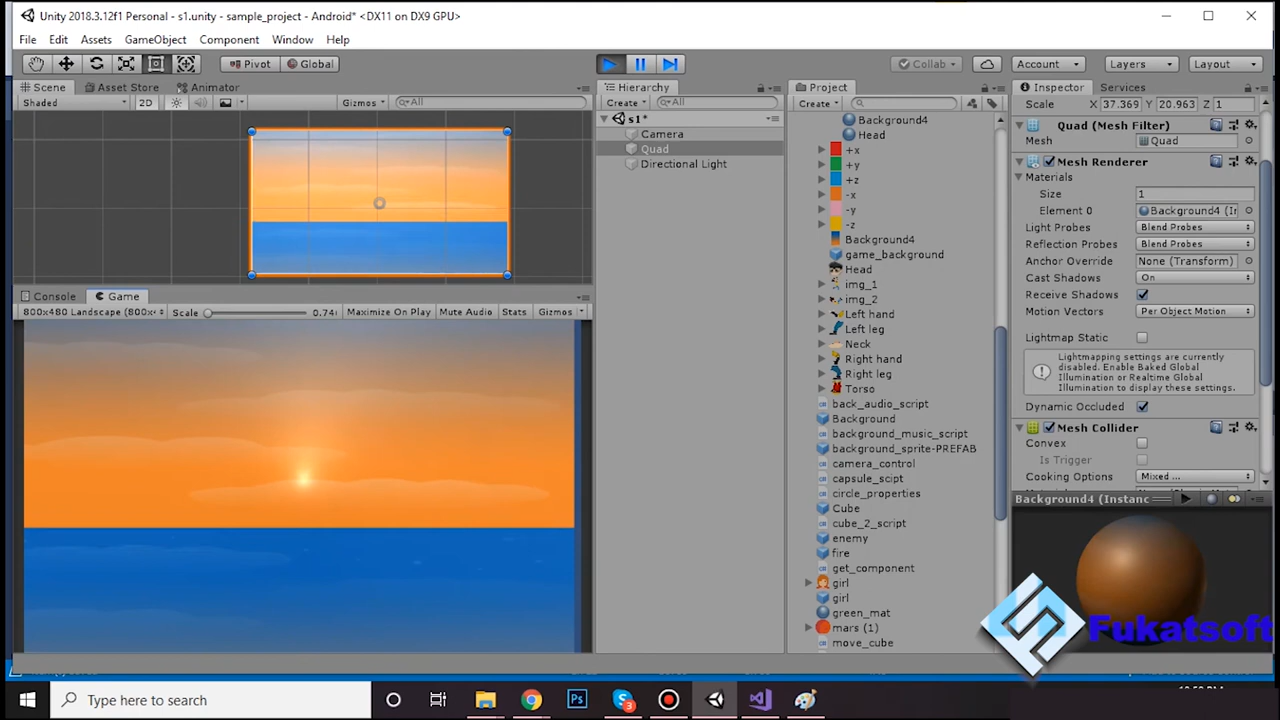 Unity 2018.3.12f1 Personal - s1.unity - sample_project - Android* <DX11 on DX9 GPU>
File Edit Assets GameObject Component Window Help
Pivot Global Collab Account Layers Layout
Scene Asset Store Animator
Shaded 2D Gizmos All
Console Game
800x480 Landscape (800x Scale 0.74 Maximize On Play Mute Audio Stats Gizmos
Hierarchy
Create All
s1*
Camera
Quad
Directional Light
Project
Create
Background4
Head
+x
+y
+z
-x
-y
-z
Background4
game_background
Head
img_1
img_2
Left hand
Left leg
Neck
Right hand
Right leg
Torso
back_audio_script
Background
background_music_script
background_sprite-PREFAB
camera_control
capsule_scipt
circle_properties
Cube
cube_2_script
enemy
fire
get_component
girl
girl
green_mat
mars (1)
move_cube
Services
Inspector
Scale X 37.369 Y 20.963 Z 1
Quad (Mesh Filter)
Mesh Quad
Mesh Renderer
Materials
Size 1
Element 0 Background4 (In
Light Probes Blend Probes
Reflection Probes Blend Probes
Anchor Override None (Transform)
Cast Shadows On
Receive Shadows
Motion Vectors Per Object Motion
Lightmap Static
Lightmapping settings are currently
disabled. Enable Baked Global
Illumination or Realtime Global
Illumination to display these settings.
Dynamic Occluded
Mesh Collider
Convex
Is Trigger
Cooking Options Mixed ...
Background4 (Instanc
Fukatsoft
Type here to search
Ps
3